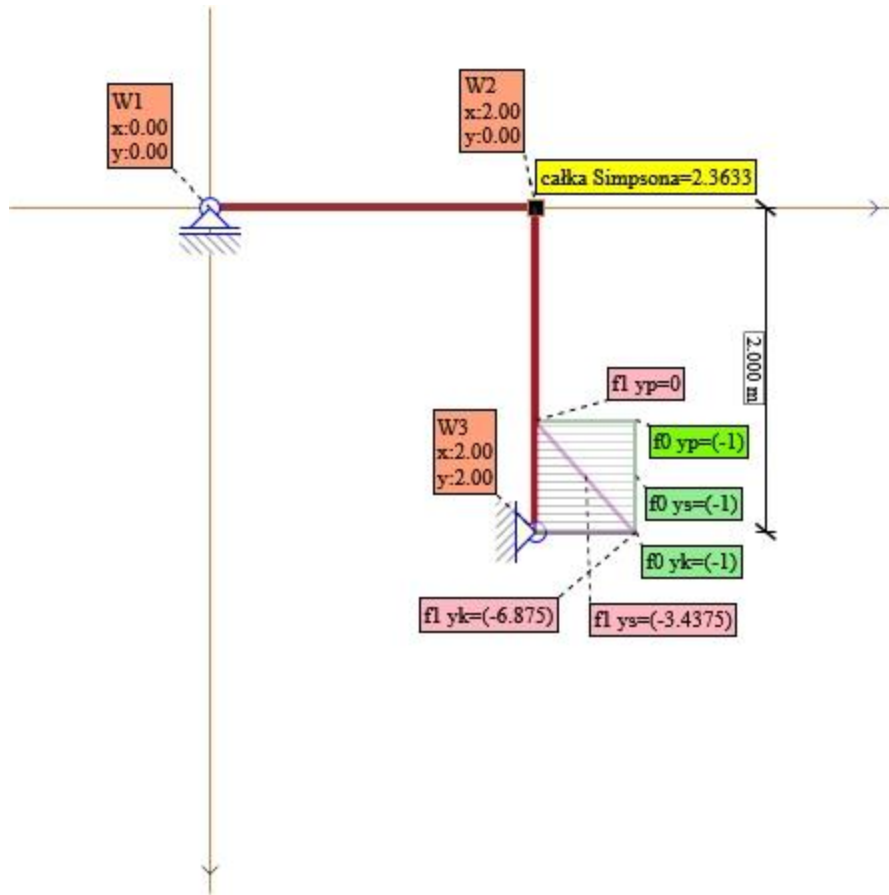 W1
x:0.00
y:0.00
W2
x:2.00
y:0.00
całka Simpsona=2.3633
2.000 m
f1 yp=0
W3
x:2.00
y:2.00
f0 yp=(-1)
f0 ys=(-1)
f0 yk=(-1)
f1 yk=(-6.875)
f1 ys=(-3.4375)